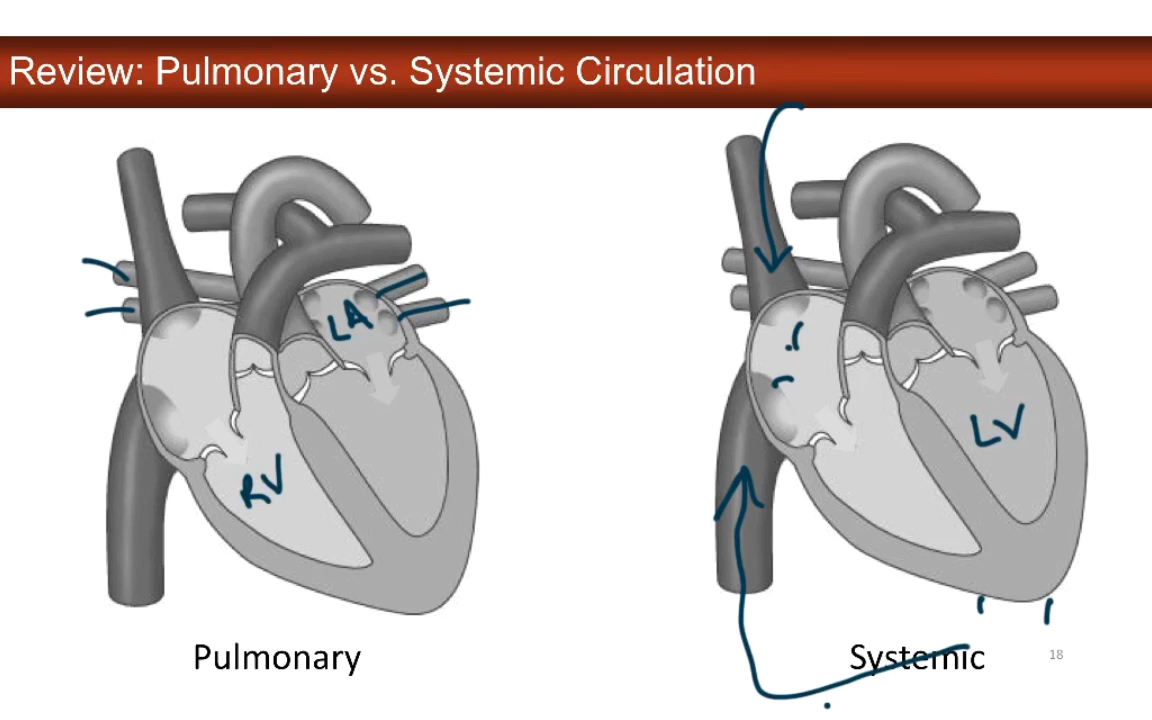 Review: Pulmonary vs. Systemic Circulation
LA
RV
LV
Pulmonary
Systemic
18